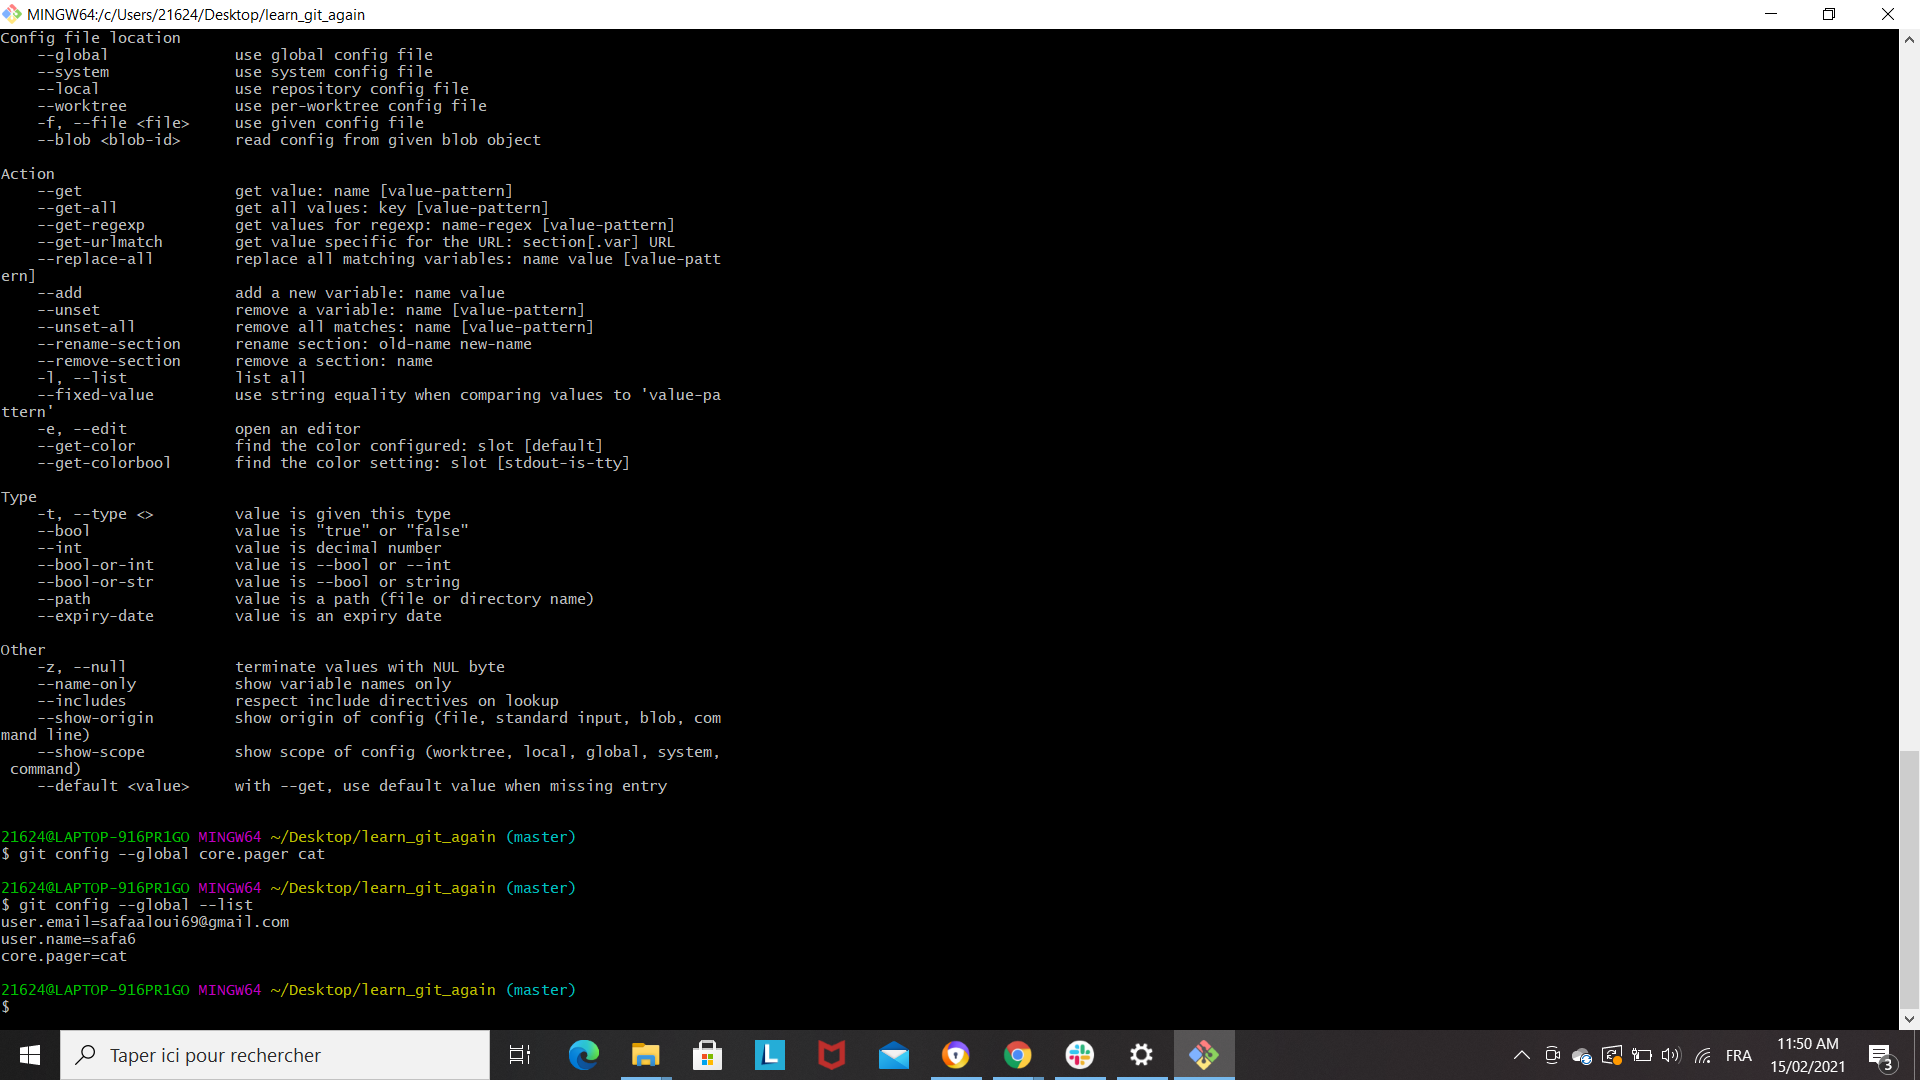 MINGW64:/c/Users/21624/Desktop/learn_git_again
Config file location
    --global              use global config file
    --system              use system config file
    --local               use repository config file
    --worktree            use per-worktree config file
    -f, --file <file>     use given config file
    --blob <blob-id>      read config from given blob object

Action
    --get                 get value: name [value-pattern]
    --get-all             get all values: key [value-pattern]
    --get-regexp          get values for regexp: name-regex [value-pattern]
    --get-urlmatch        get value specific for the URL: section[.var] URL
    --replace-all         replace all matching variables: name value [value-patt
ern]
    --add                 add a new variable: name value
    --unset               remove a variable: name [value-pattern]
    --unset-all           remove all matches: name [value-pattern]
    --rename-section      rename section: old-name new-name
    --remove-section      remove a section: name
    -l, --list            list all
    --fixed-value         use string equality when comparing values to 'value-pa
ttern'
    -e, --edit            open an editor
    --get-color           find the color configured: slot [default]
    --get-colorbool       find the color setting: slot [stdout-is-tty]

Type
    -t, --type <>         value is given this type
    --bool                value is "true" or "false"
    --int                 value is decimal number
    --bool-or-int         value is --bool or --int
    --bool-or-str         value is --bool or string
    --path                value is a path (file or directory name)
    --expiry-date         value is an expiry date

Other
    -z, --null            terminate values with NUL byte
    --name-only           show variable names only
    --includes            respect include directives on lookup
    --show-origin         show origin of config (file, standard input, blob, com
mand line)
    --show-scope          show scope of config (worktree, local, global, system,
 command)
    --default <value>     with --get, use default value when missing entry

21624@LAPTOP-916PR1GO MINGW64 ~/Desktop/learn_git_again (master)
$ git config --global core.pager cat

21624@LAPTOP-916PR1GO MINGW64 ~/Desktop/learn_git_again (master)
$ git config --global --list
user.email=safaaloui69@gmail.com
user.name=safa6
core.pager=cat

21624@LAPTOP-916PR1GO MINGW64 ~/Desktop/learn_git_again (master)
$
Taper ici pour rechercher
L
FRA
11:50 AM
15/02/2021
3